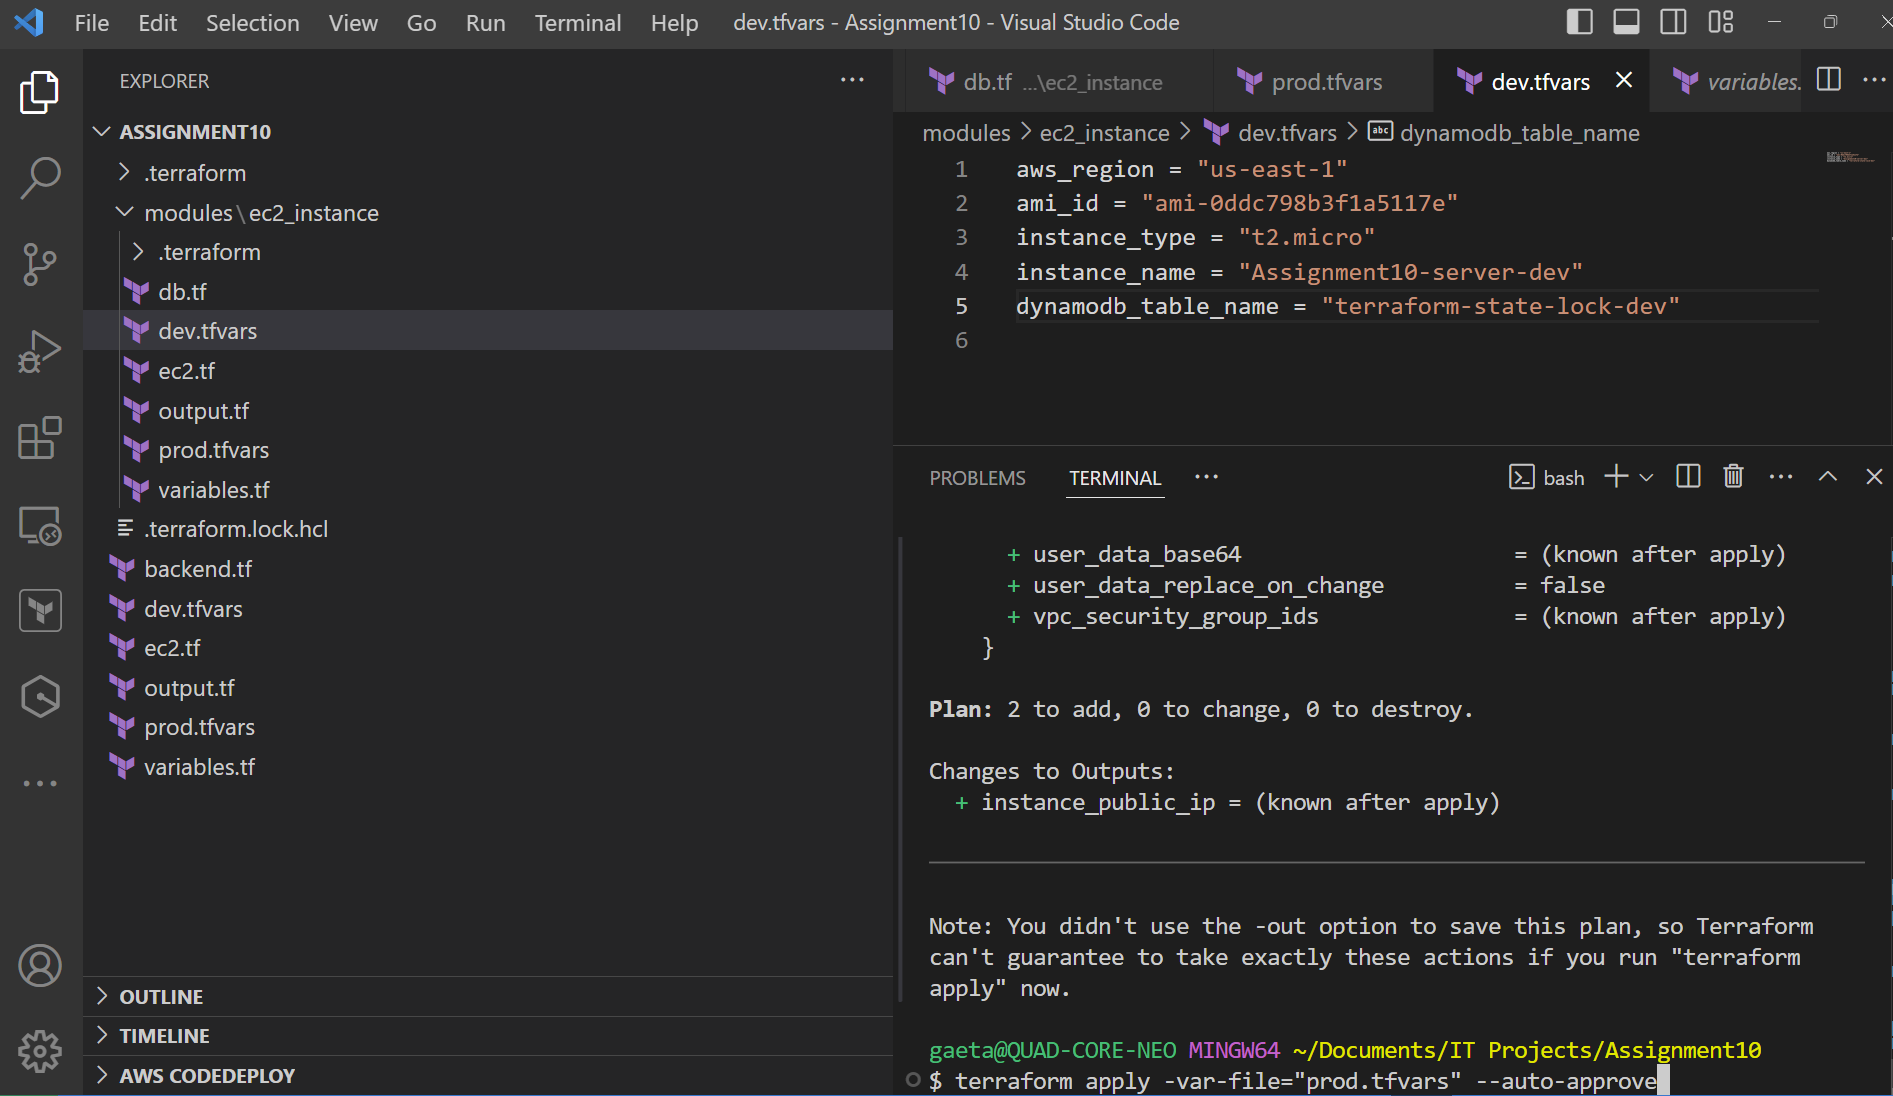 File Edit Selection View Go Run Terminal Help dev.tfvars - Assignment10 - Visual Studio Code
EXPLORER
ASSIGNMENT10
.terraform
modules\ec2_instance
.terraform
db.tf
dev.tfvars
ec2.tf
output.tf
prod.tfvars
variables.tf
.terraform.lock.hcl
backend.tf
dev.tfvars
ec2.tf
output.tf
prod.tfvars
variables.tf
OUTLINE
TIMELINE
AWS CODEDEPLOY
db.tf ...\ec2_instance prod.tfvars dev.tfvars variables.
modules > ec2_instance > dev.tfvars > abc dynamodb_table_name
1 aws_region = "us-east-1"
2 ami_id = "ami-0ddc798b3f1a5117e"
3 instance_type = "t2.micro"
4 instance_name = "Assignment10-server-dev"
5 dynamodb_table_name = "terraform-state-lock-dev"
6
PROBLEMS TERMINAL ... bash
+ user_data_base64 = (known after apply)
+ user_data_replace_on_change = false
+ vpc_security_group_ids = (known after apply)
}
Plan: 2 to add, 0 to change, 0 to destroy.
Changes to Outputs:
+ instance_public_ip = (known after apply)
Note: You didn't use the -out option to save this plan, so Terraform
can't guarantee to take exactly these actions if you run "terraform
apply" now.
gaeta@QUAD-CORE-NEO MINGW64 ~/Documents/IT Projects/Assignment10
$ terraform apply -var-file="prod.tfvars" --auto-approve